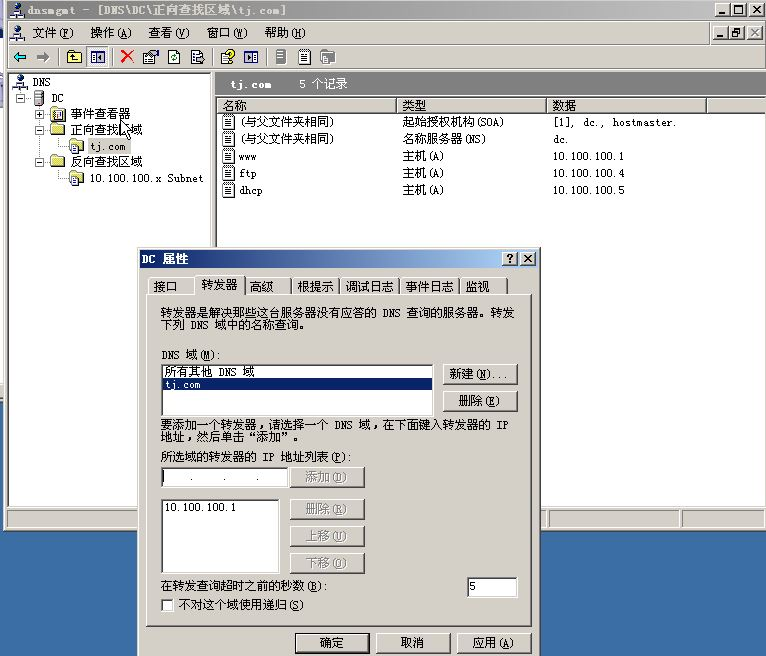 dnsmgmt - [DNS\DC\正向查找区域\tj.com]
文件(F) 操作(A) 查看(V) 窗口(W) 帮助(H)
DNS
DC
事件查看器
正向查找区域
tj.com
反向查找区域
10.100.100.x Subnet
tj.com 5 个记录
名称 类型 数据
(与父文件夹相同) 起始授权机构(SOA) [1], dc., hostmaster.
(与父文件夹相同) 名称服务器(NS) dc.
www 主机(A) 10.100.100.1
ftp 主机(A) 10.100.100.4
dhcp 主机(A) 10.100.100.5
DC 属性
接口 转发器 高级 根提示 调试日志 事件日志 监视
转发器是解决那些这台服务器没有应答的 DNS 查询的服务器。转发
下列 DNS 域中的名称查询。
DNS 域(M):
所有其他 DNS 域
tj.com
新建(N)...
删除(E)
要添加一个转发器，请选择一个 DNS 域，在下面键入转发器的 IP
地址，然后单击“添加”。
所选域的转发器的 IP 地址列表(P):
添加(D)
10.100.100.1
删除(R)
上移(U)
下移(O)
在转发查询超时之前的秒数(B): 5
不对这个域使用递归(S)
确定 取消 应用(A)